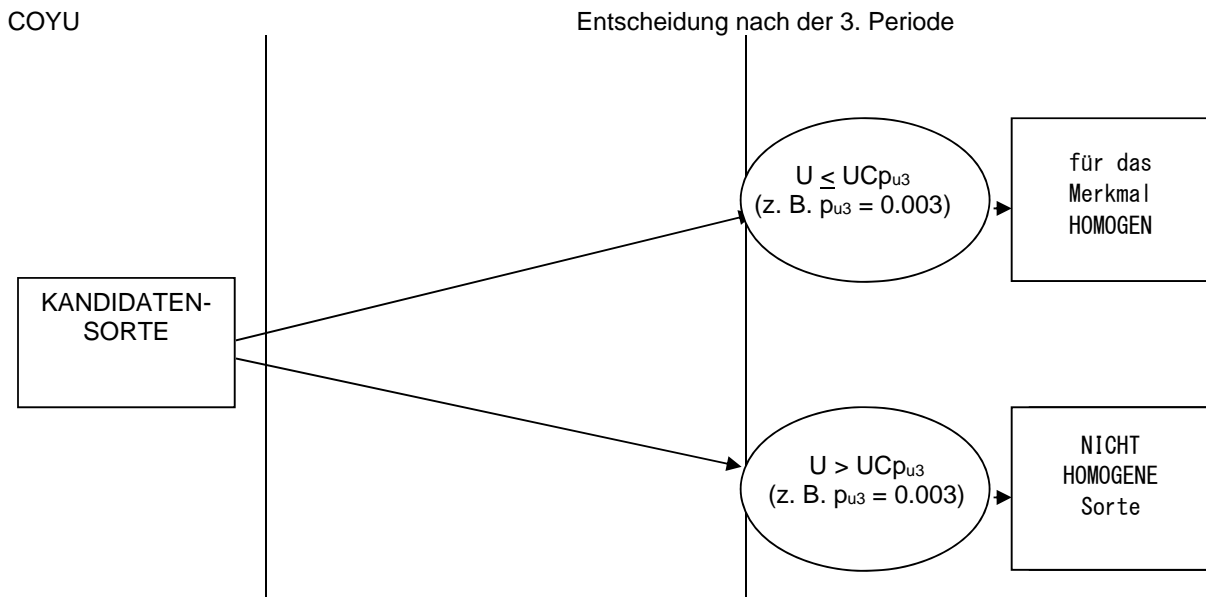 COYU
Entscheidung nach der 3. Periode
U ≤ UCpu3
(z. B. pu3 = 0.003)
für das
Merkmal
HOMOGEN
KANDIDATEN-
SORTE
U > UCpu3
(z. B. pu3 = 0.003)
NICHT
HOMOGENE
Sorte